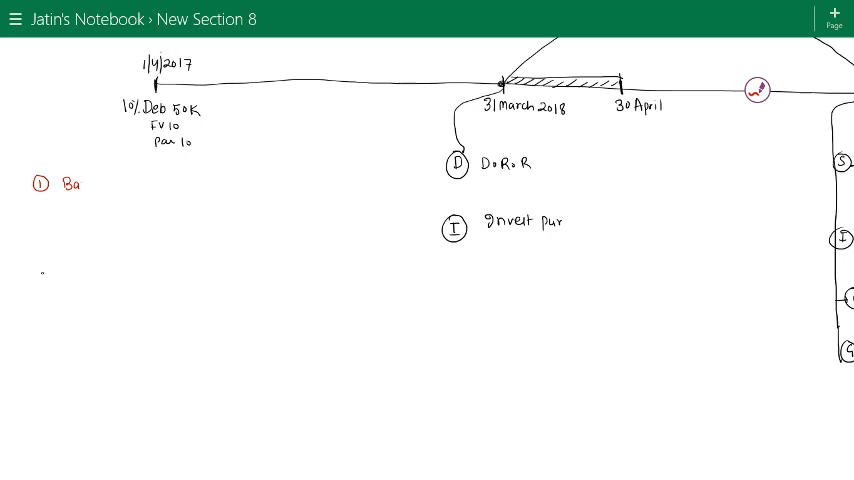 Jatin's Notebook › New Section 8
Page
1/4/2017
10% Deb 50K
FV 10
Par 10
31 March 2018
30 April
D D.R.R
I Invest pur
① Ba
S
I